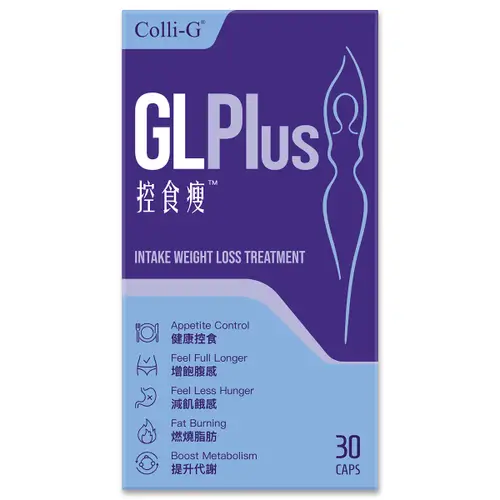 Colli-G®
GLPlus
控食瘦™
INTAKE WEIGHT LOSS TREATMENT
Appetite Control
健康控食
Feel Full Longer
增飽腹感
Feel Less Hunger
減飢餓感
Fat Burning
燃燒脂肪
Boost Metabolism
提升代謝
30
CAPS